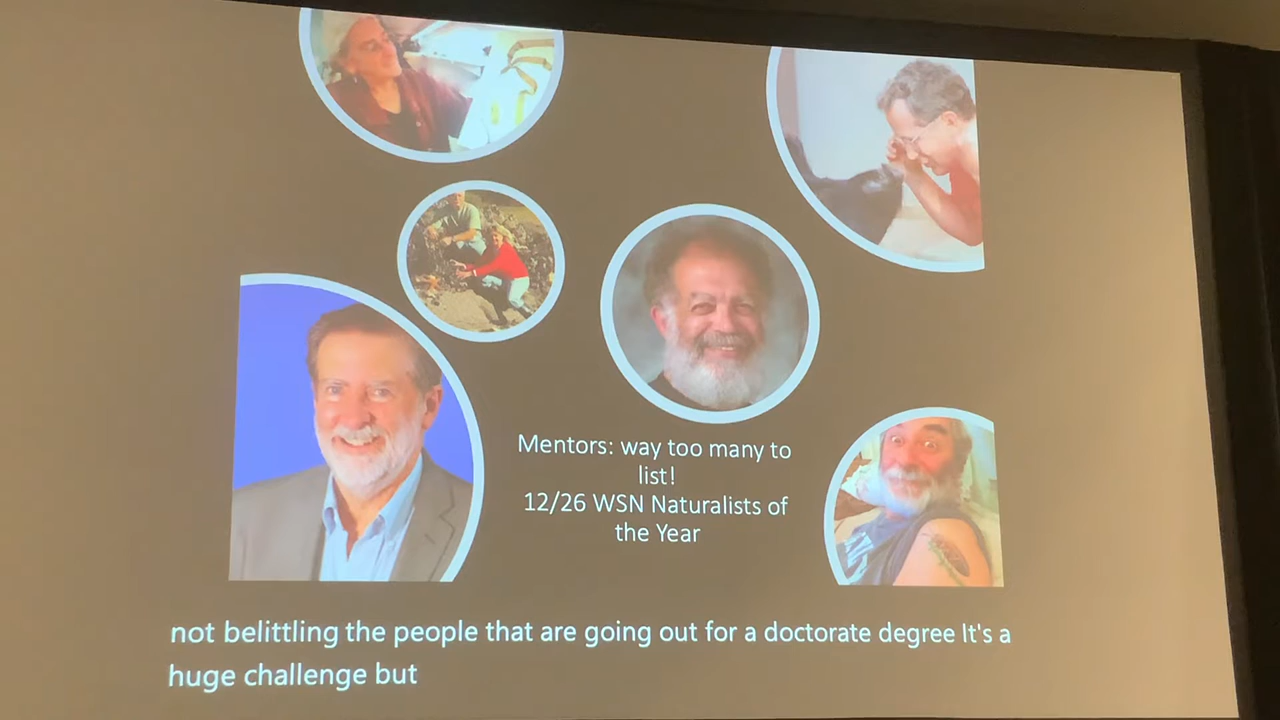 Mentors: way too many to
list!
12/26 WSN Naturalists of
the Year
not belittling the people that are going out for a doctorate degree It's a
huge challenge but